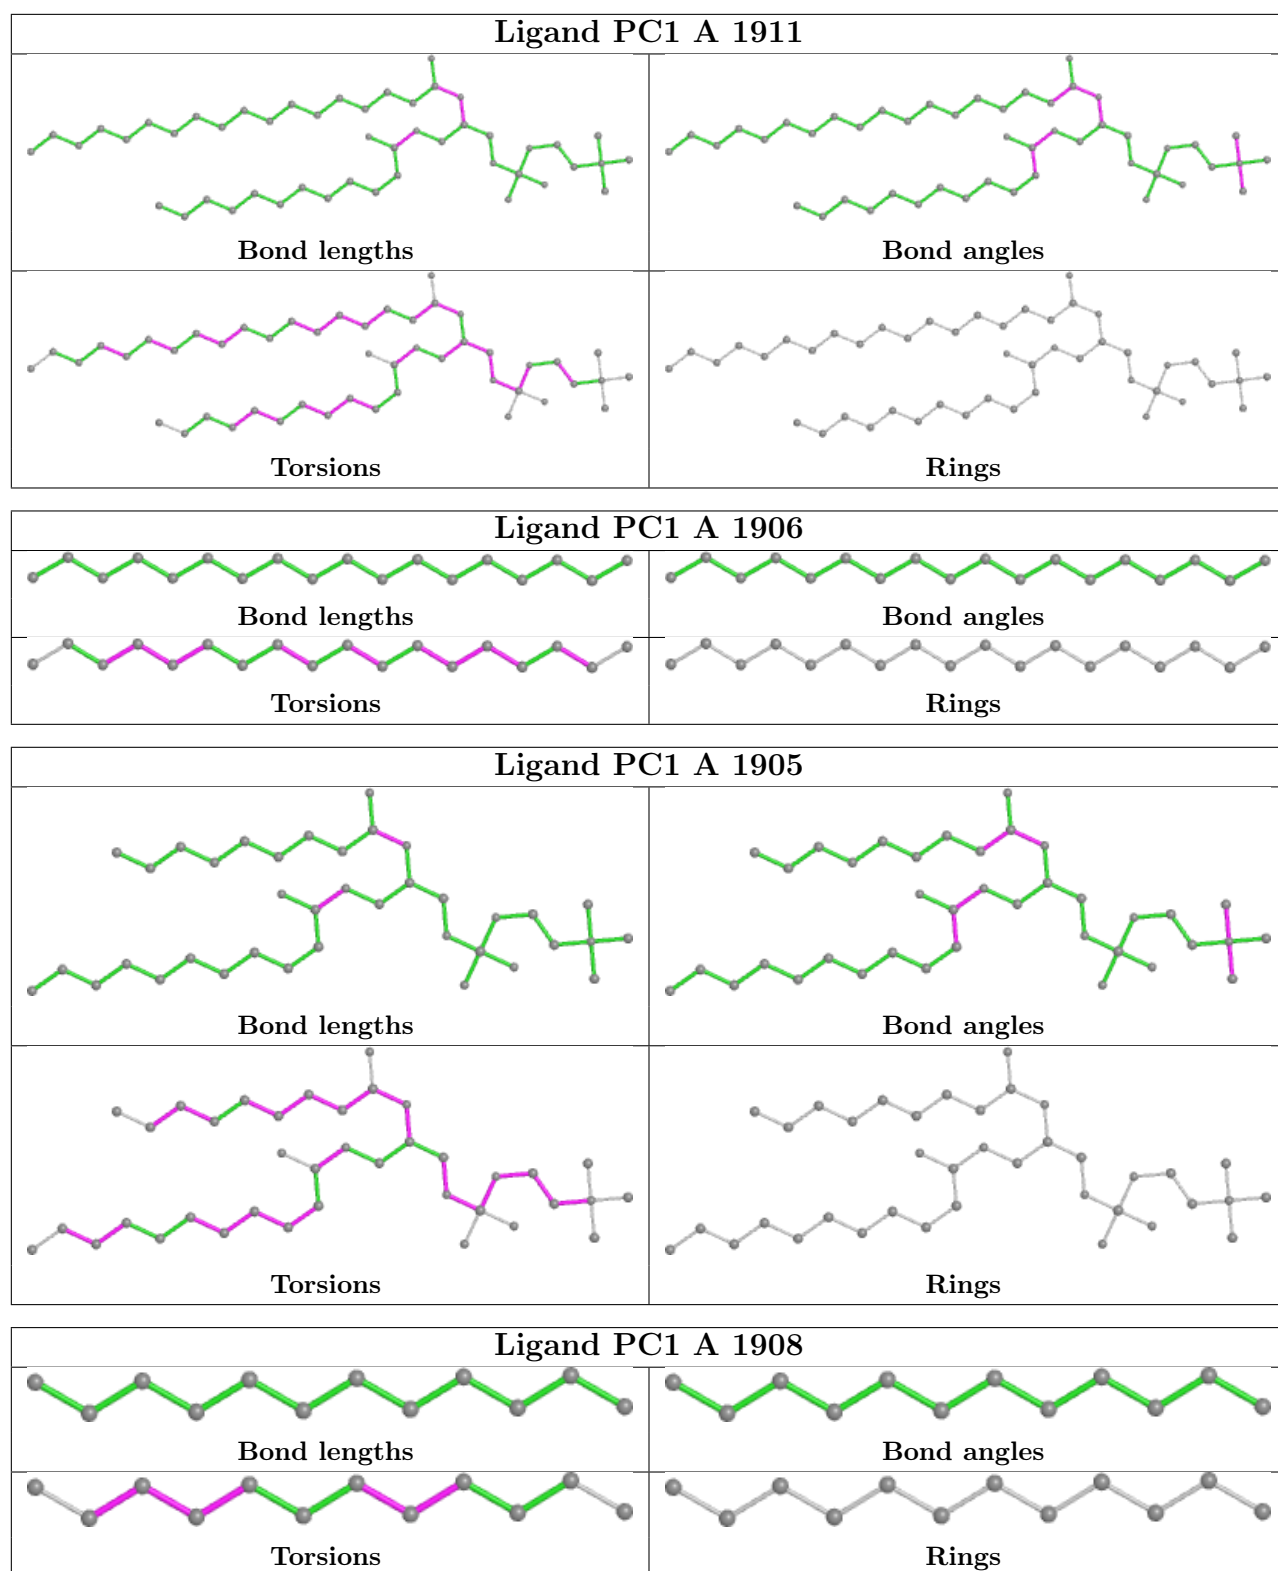 Ligand PC1 A 1911
Bond lengths
Bond angles
Torsions
Rings
Ligand PC1 A 1906
Bond lengths
Bond angles
Torsions
Rings
Ligand PC1 A 1905
Bond lengths
Bond angles
Torsions
Rings
Ligand PC1 A 1908
Bond lengths
Bond angles
Torsions
Rings